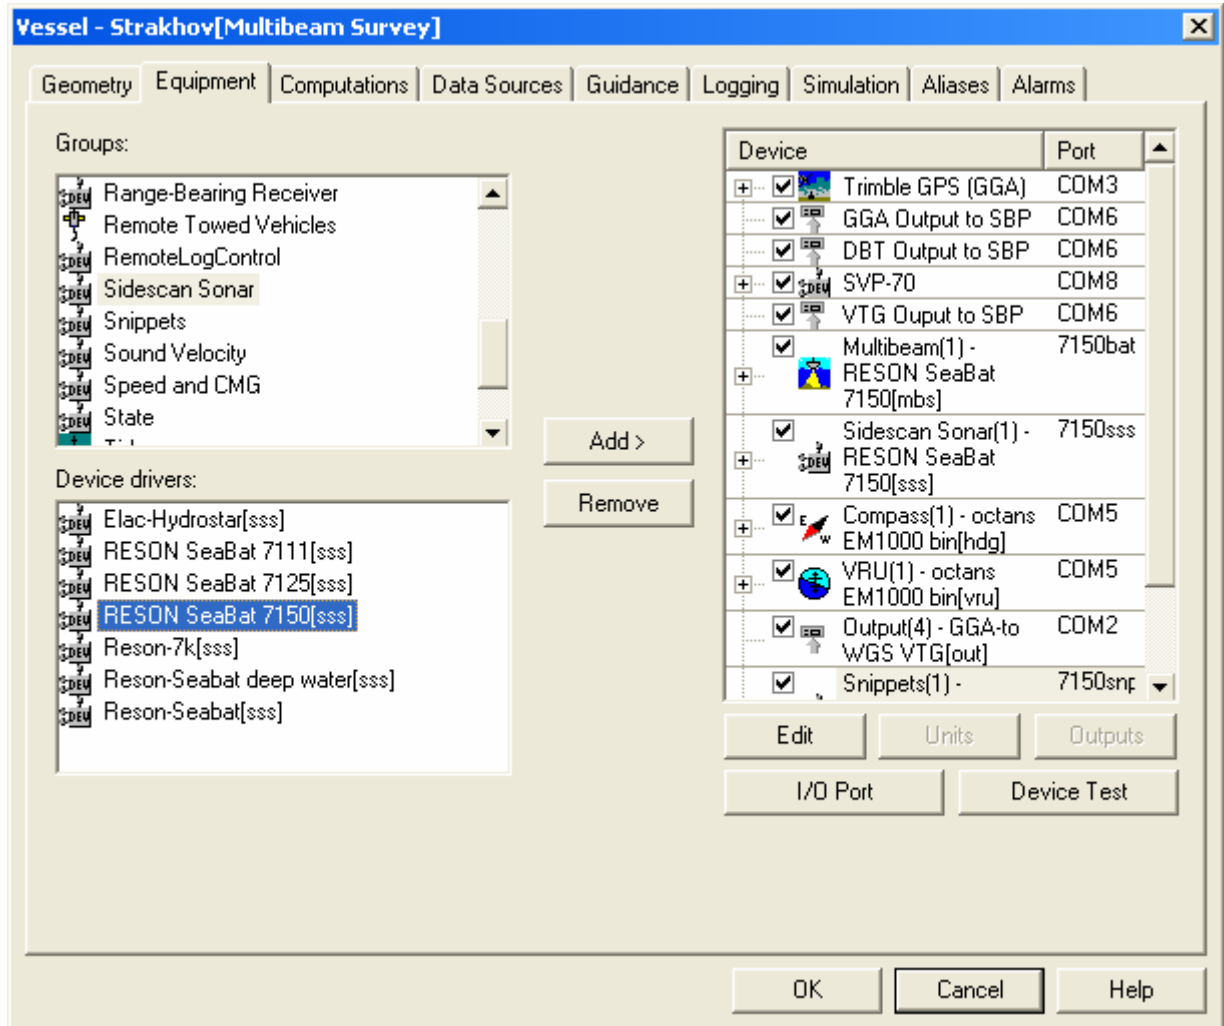 Vessel - Strakhov[Multibeam Survey]
Geometry Equipment Computations Data Sources Guidance Logging Simulation Aliases Alarms
Groups:
Range-Bearing Receiver
Remote Towed Vehicles
RemoteLogControl
Sidescan Sonar
Snippets
Sound Velocity
Speed and CMG
State
Device drivers:
Elac-Hydrostar[sss]
RESON SeaBat 7111[sss]
RESON SeaBat 7125[sss]
RESON SeaBat 7150[sss]
Reson-7k[sss]
Reson-Seabat deep water[sss]
Reson-Seabat[sss]
Add >
Remove
Device Port
Trimble GPS (GGA) COM3
GGA Output to SBP COM6
DBT Output to SBP COM6
SVP-70 COM8
VTG Ouput to SBP COM6
Multibeam(1) - 7150bat
RESON SeaBat
7150[mbs]
Sidescan Sonar(1) - 7150sss
RESON SeaBat
7150[sss]
Compass(1) - octans COM5
EM1000 bin[hdg]
VRU(1) - octans COM5
EM1000 bin[vru]
Output(4) - GGA-to COM2
WGS VTG[out]
Snippets(1) - 7150snp
Edit Units Outputs
I/O Port Device Test
OK Cancel Help